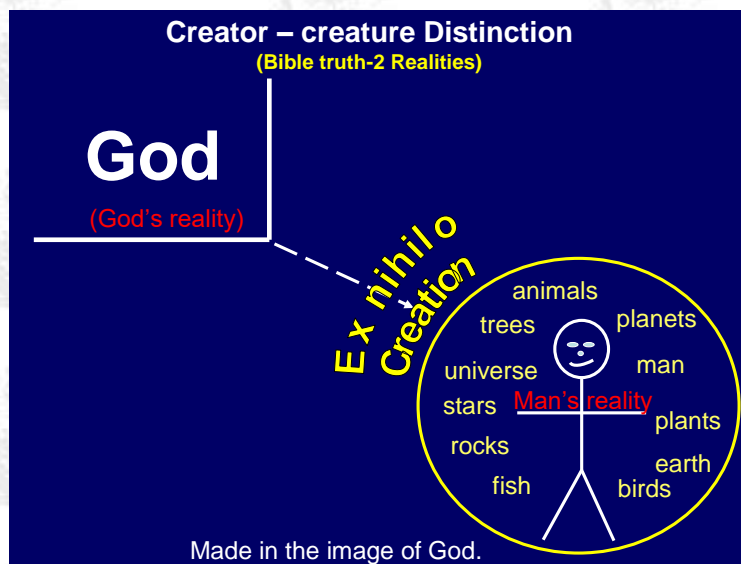 Creator – creature Distinction
(Bible truth-2 Realities)
God
(God's reality)
Ex nihilo
Creation
animals
trees
planets
universe
man
stars
Man's reality
plants
rocks
earth
fish
birds
Made in the image of God.